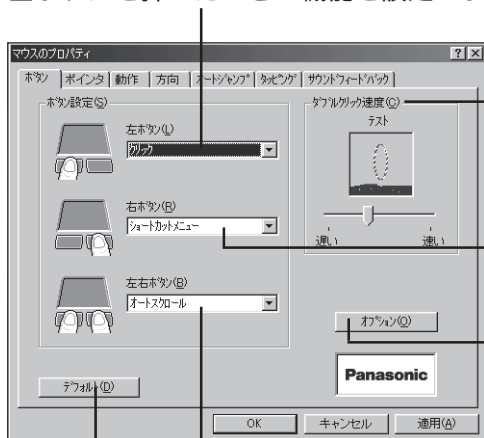 マウスのプロパティ
ボタン ポインタ 動作 方向 オートジャンプ タッピング サウンドフィードバック
ボタン設定(S)
左ボタン(L)
クリック
右ボタン(R)
ショートカットメニュー
左右ボタン(B)
オートスクロール
デフォルト(D)
ダブルクリック速度(C)
テスト
遅い 速い
オプション(O)
Panasonic
OK キャンセル 適用(A)